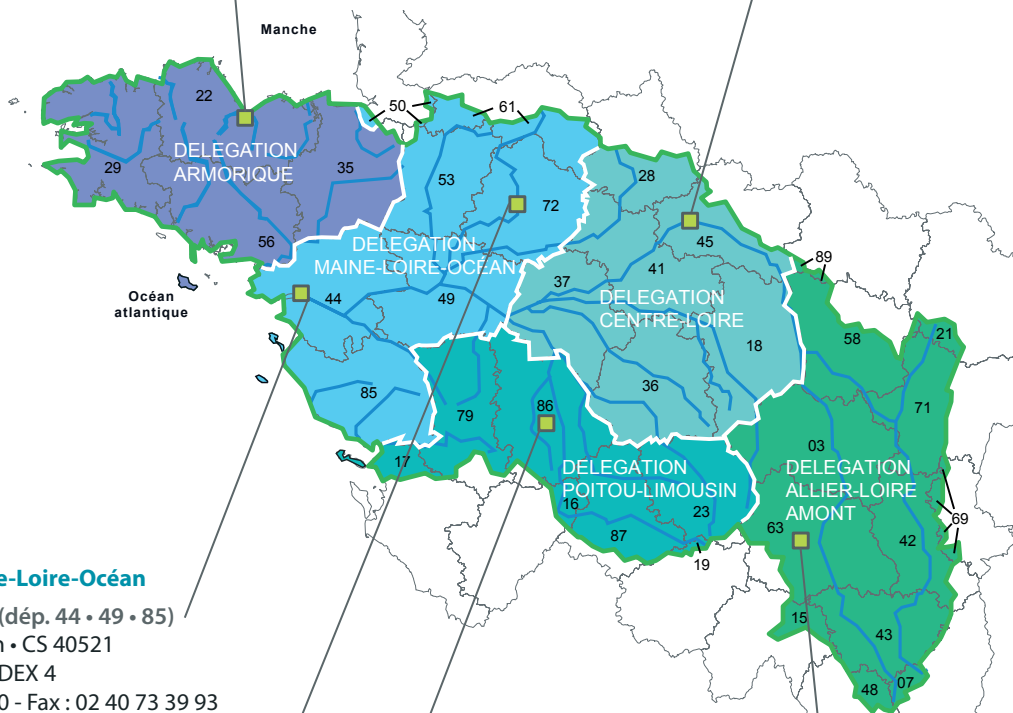 Manche
50
61
22
DELEGATION
ARMORIQUE
29
35
56
53
72
28
45
DELEGATION
MAINE-LOIRE-OCÉAN
41
37
89
Océan
atlantique
44
49
DELEGATION
CENTRE-LOIRE
18
58
21
36
85
79
86
71
03
17
DELEGATION
POITOU-LIMOUSIN
DELEGATION
ALLIER-LOIRE
AMONT
16
23
63
69
87
42
19
e-Loire-Océan
(dép. 44 • 49 • 85)
n • CS 40521
DEX 4
0 - Fax : 02 40 73 39 93
15
43
48
07